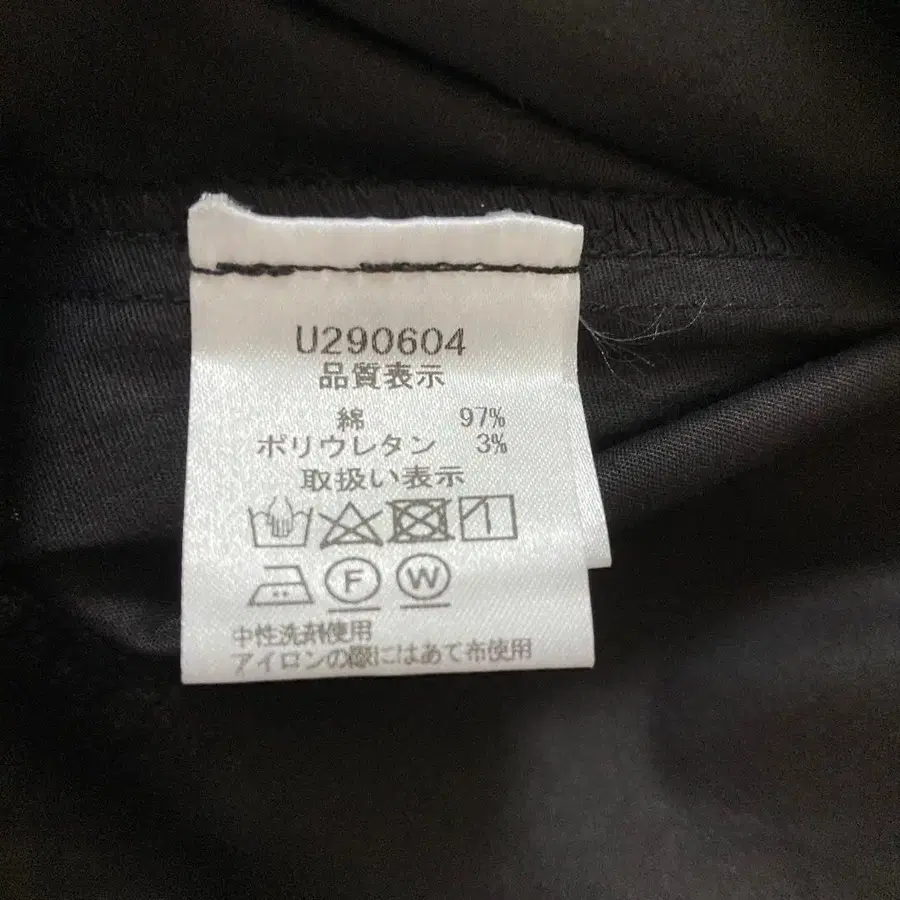 U290604
品質表示
綿 97%
ポリウレタン 3%
取扱い表示
F W
中性洗剤使用
アイロンの際にはあて布使用